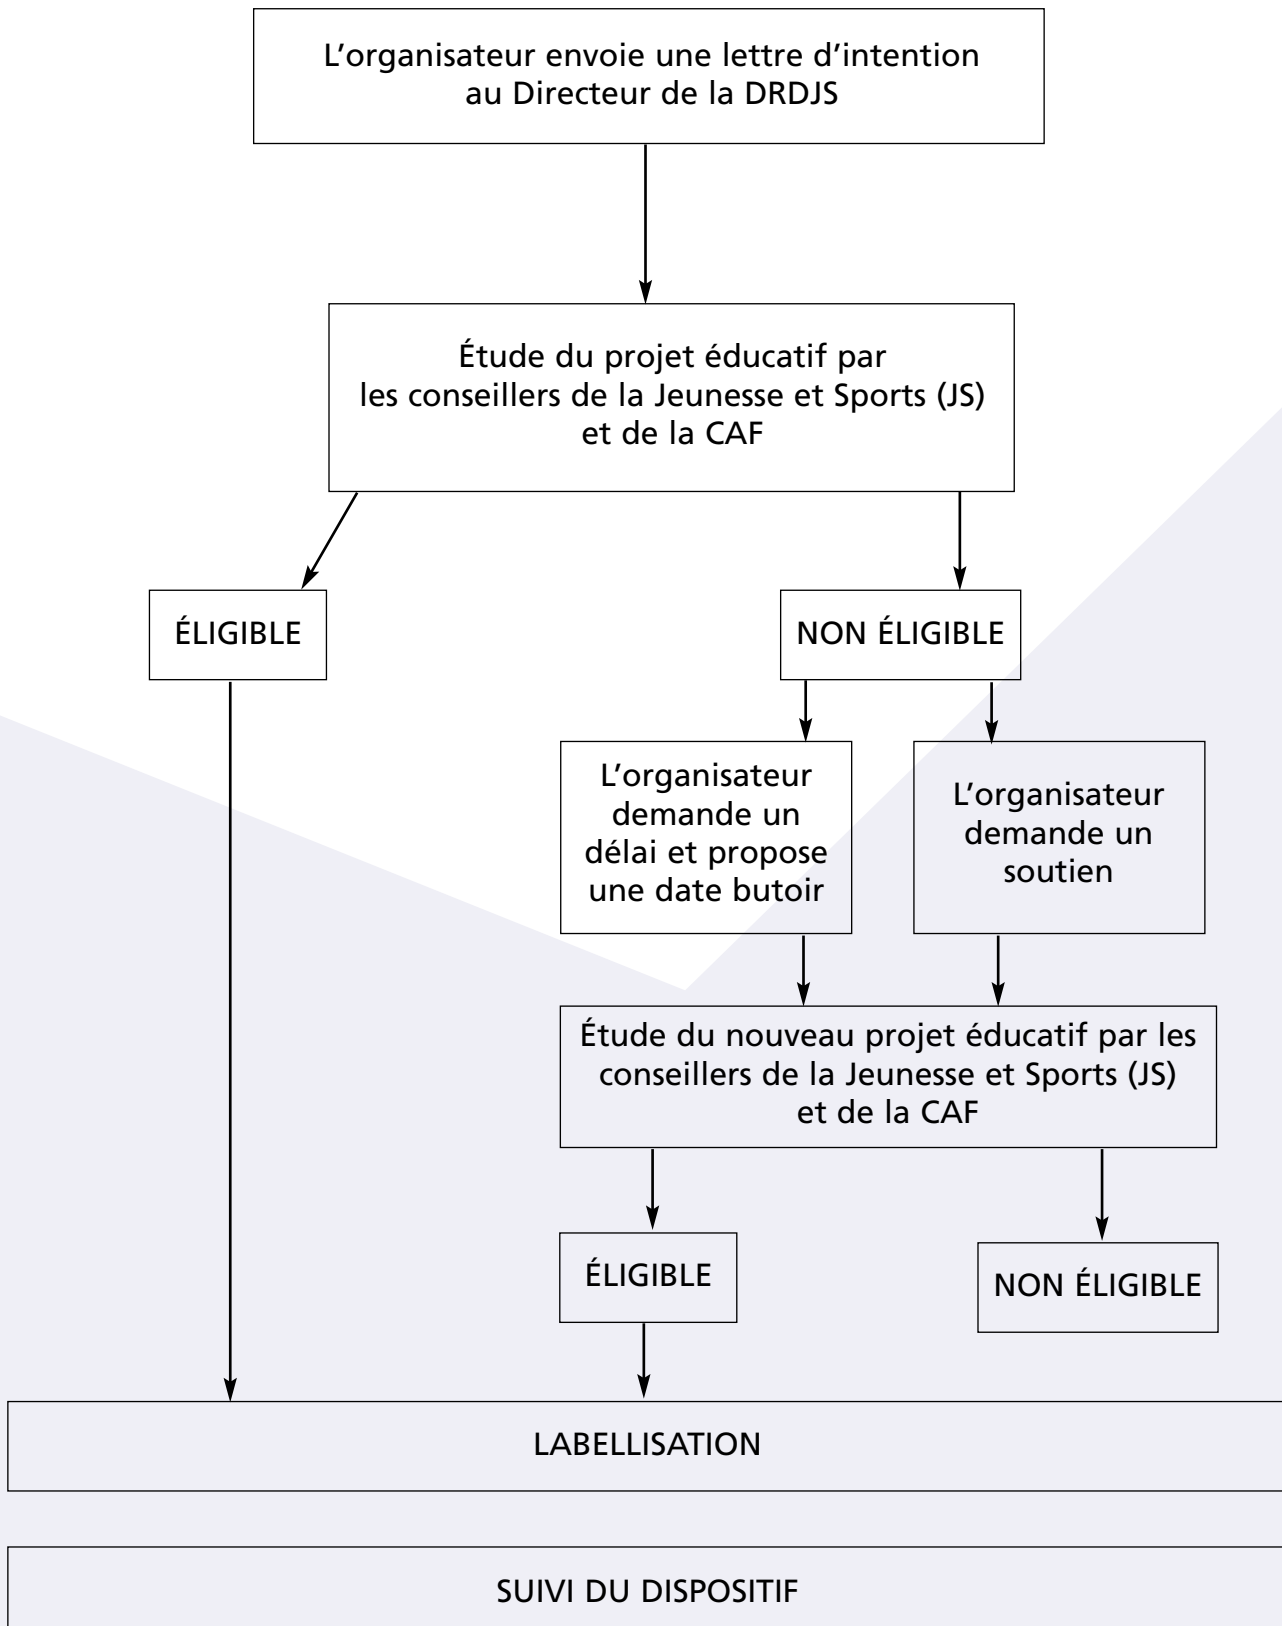 L’organisateur envoie une lettre d’intention
au Directeur de la DRDJS
Étude du projet éducatif par
les conseillers de la Jeunesse et Sports (JS)
et de la CAF
ÉLIGIBLE
NON ÉLIGIBLE
L’organisateur
demande un
délai et propose
une date butoir
L’organisateur
demande un
soutien
Étude du nouveau projet éducatif par les
conseillers de la Jeunesse et Sports (JS)
et de la CAF
ÉLIGIBLE
NON ÉLIGIBLE
LABELLISATION
SUIVI DU DISPOSITIF